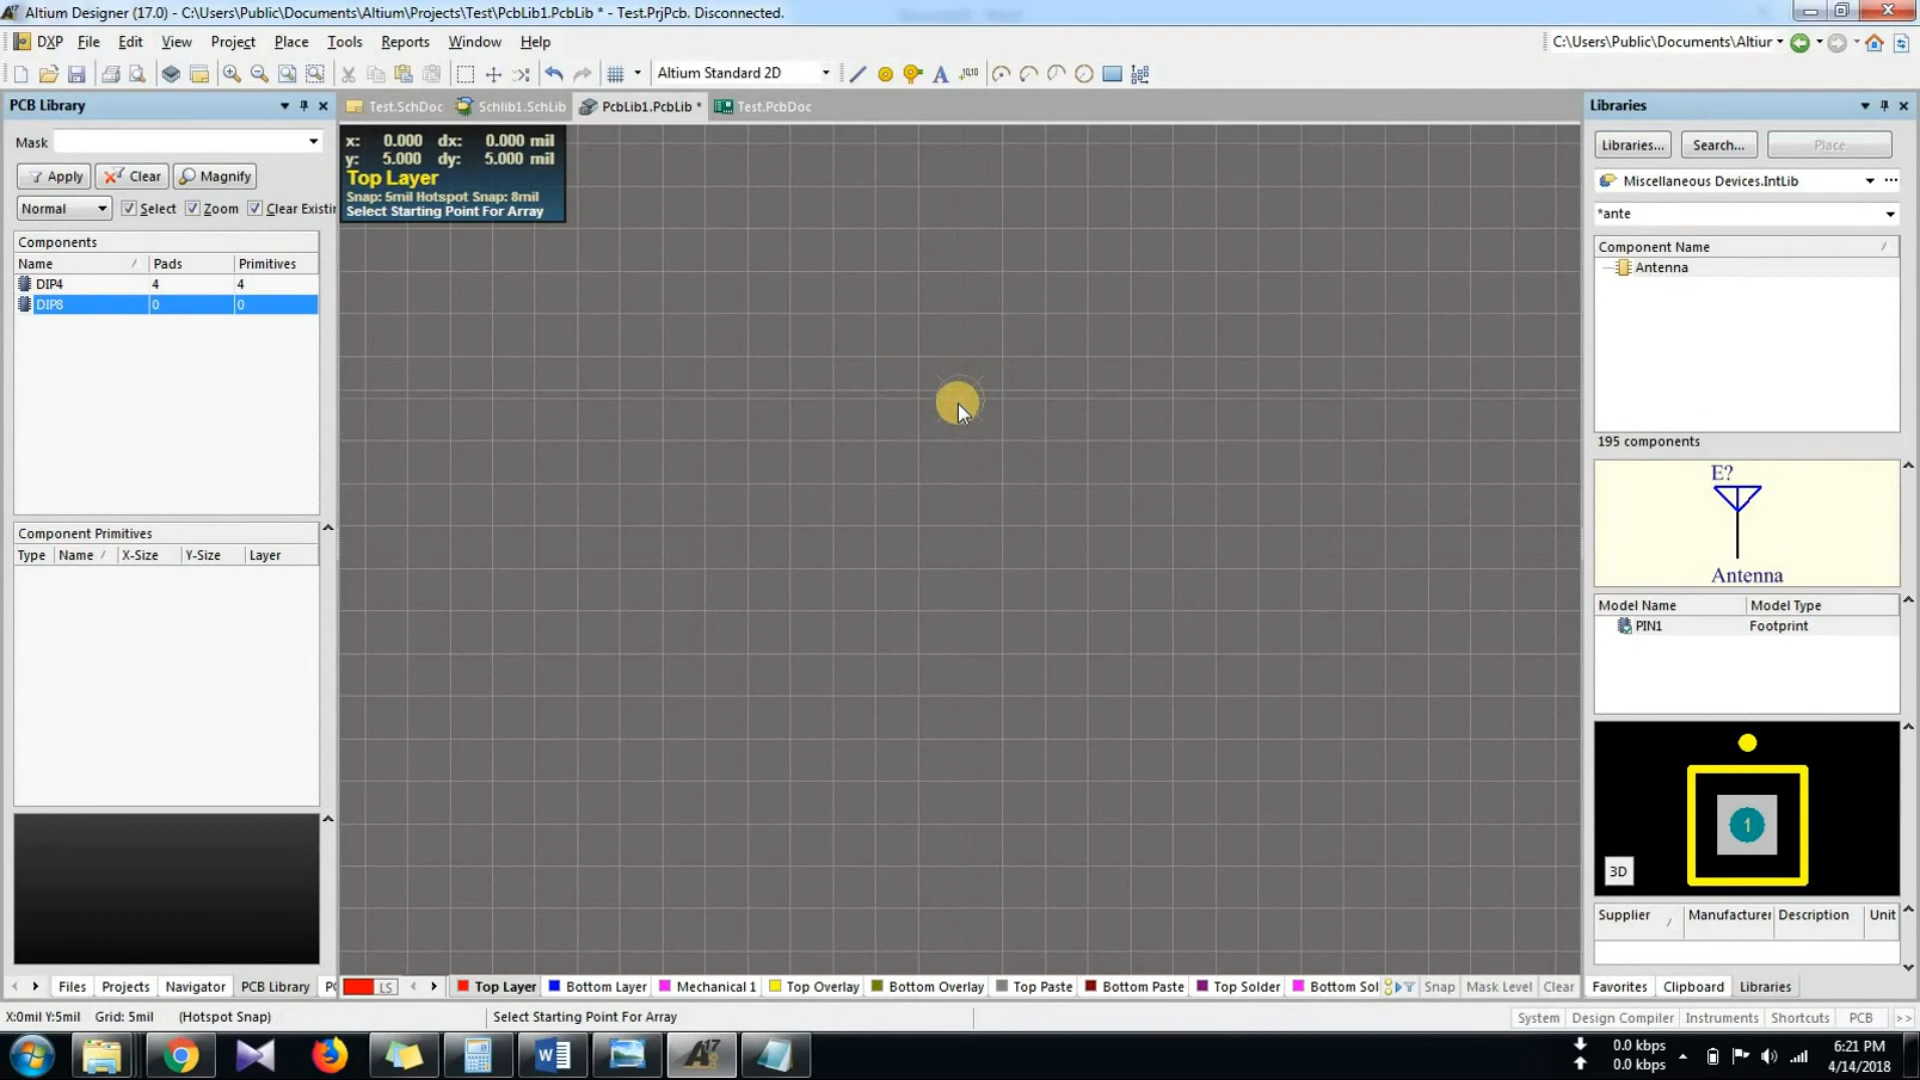 Altium Designer (17.0) - C:\Users\Public\Documents\Altium\Projects\Test\PcbLib1.PcbLib * - Test.PrjPcb. Disconnected.
DXP File Edit View Project Place Tools Reports Window Help
C:\Users\Public\Documents\Altiur
Altium Standard 2D
PCB Library
Test.SchDoc Schlib1.SchLib PcbLib1.PcbLib * Test.PcbDoc
Libraries
Mask
Apply Clear Magnify
Normal Select Zoom Clear Existin
x: 0.000 dx: 0.000 mil
y: 5.000 dy: 5.000 mil
Top Layer
Snap: 5mil Hotspot Snap: 8mil
Select Starting Point For Array
Libraries... Search... Place
Miscellaneous Devices.IntLib
*ante
Components
Name Pads Primitives
DIP4 4 4
DIP8 0 0
Component Name
Antenna
195 components
E?
Antenna
Component Primitives
Type Name X-Size Y-Size Layer
Model Name Model Type
PIN1 Footprint
1
3D
Supplier Manufacturer Description Unit
Files Projects Navigator PCB Library
LS Top Layer Bottom Layer Mechanical 1 Top Overlay Bottom Overlay Top Paste Bottom Paste Top Solder Bottom Sol Snap Mask Level Clear
Favorites Clipboard Libraries
X:0mil Y:5mil Grid: 5mil (Hotspot Snap) Select Starting Point For Array
System Design Compiler Instruments Shortcuts PCB >>
17
0.0 kbps
0.0 kbps
6:21 PM
4/14/2018